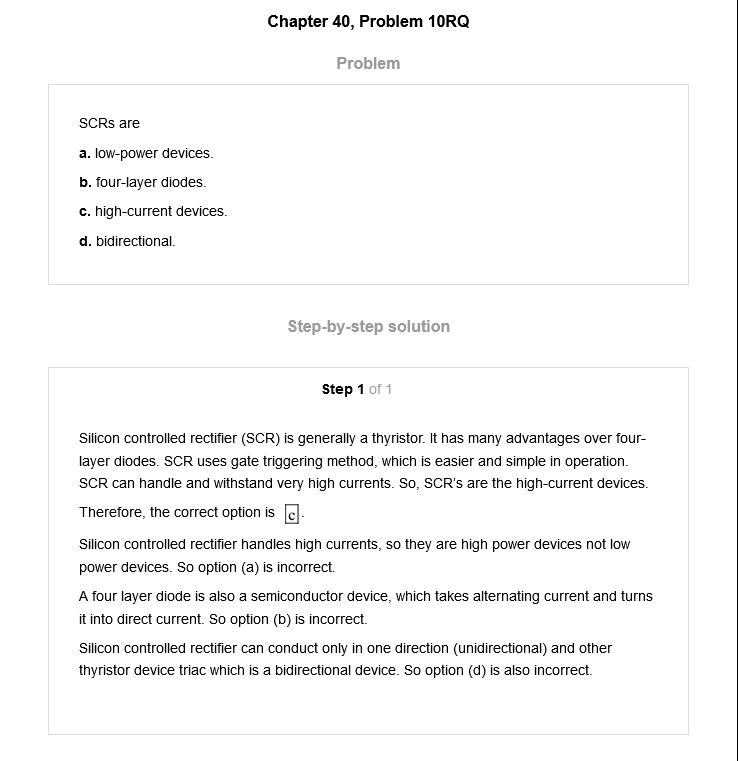 Chapter 40, Problem 10RQ
Problem
SCRs are
a. low-power devices.
b. four-layer diodes.
c. high-current devices.
d. bidirectional.
Step-by-step solution
Step 1 of 1
Silicon controlled rectifier (SCR) is generally a thyristor. It has many advantages over four-
layer diodes. SCR uses gate triggering method, which is easier and simple in operation.
SCR can handle and withstand very high currents. So, SCR's are the high-current devices.
Therefore, the correct option is c.
Silicon controlled rectifier handles high currents, so they are high power devices not low
power devices. So option (a) is incorrect.
A four layer diode is also a semiconductor device, which takes alternating current and turns
it into direct current. So option (b) is incorrect.
Silicon controlled rectifier can conduct only in one direction (unidirectional) and other
thyristor device triac which is a bidirectional device. So option (d) is also incorrect.